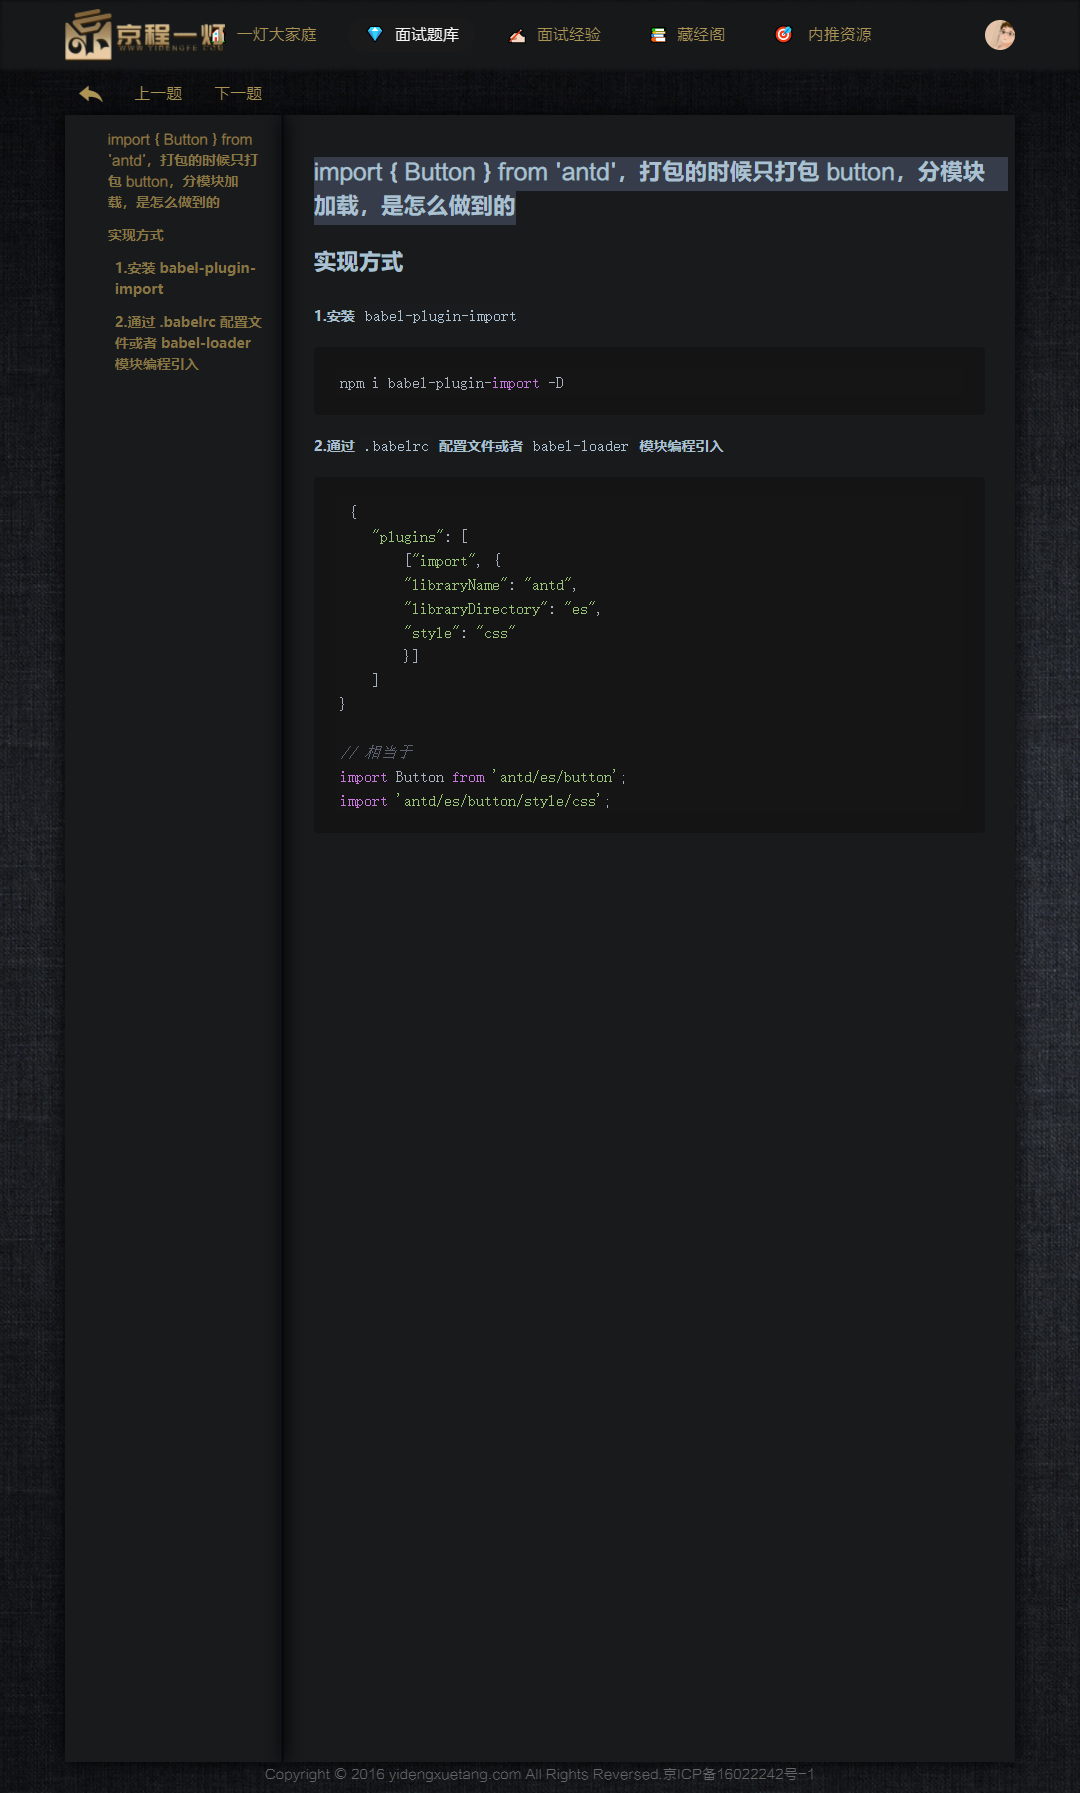 京程一灯
WWW.YIDENGFE.COM
一灯大家庭
面试题库
面试经验
藏经阁
内推资源
上一题
下一题
import { Button } from
'antd'，打包的时候只打
包 button，分模块加
载，是怎么做到的
实现方式
1.安装 babel-plugin-
import
2.通过 .babelrc 配置文
件或者 babel-loader
模块编程引入
import { Button } from 'antd'，打包的时候只打包 button，分模块
加载，是怎么做到的
实现方式
1.安装 babel-plugin-import
npm i babel-plugin-import -D
2.通过 .babelrc 配置文件或者 babel-loader 模块编程引入
{
"plugins": [
["import", {
"libraryName": "antd",
"libraryDirectory": "es",
"style": "css"
}]
]
}
// 相当于
import Button from 'antd/es/button';
import 'antd/es/button/style/css';
Copyright © 2016 yidengxuetang.com All Rights Reversed.京ICP备16022242号-1